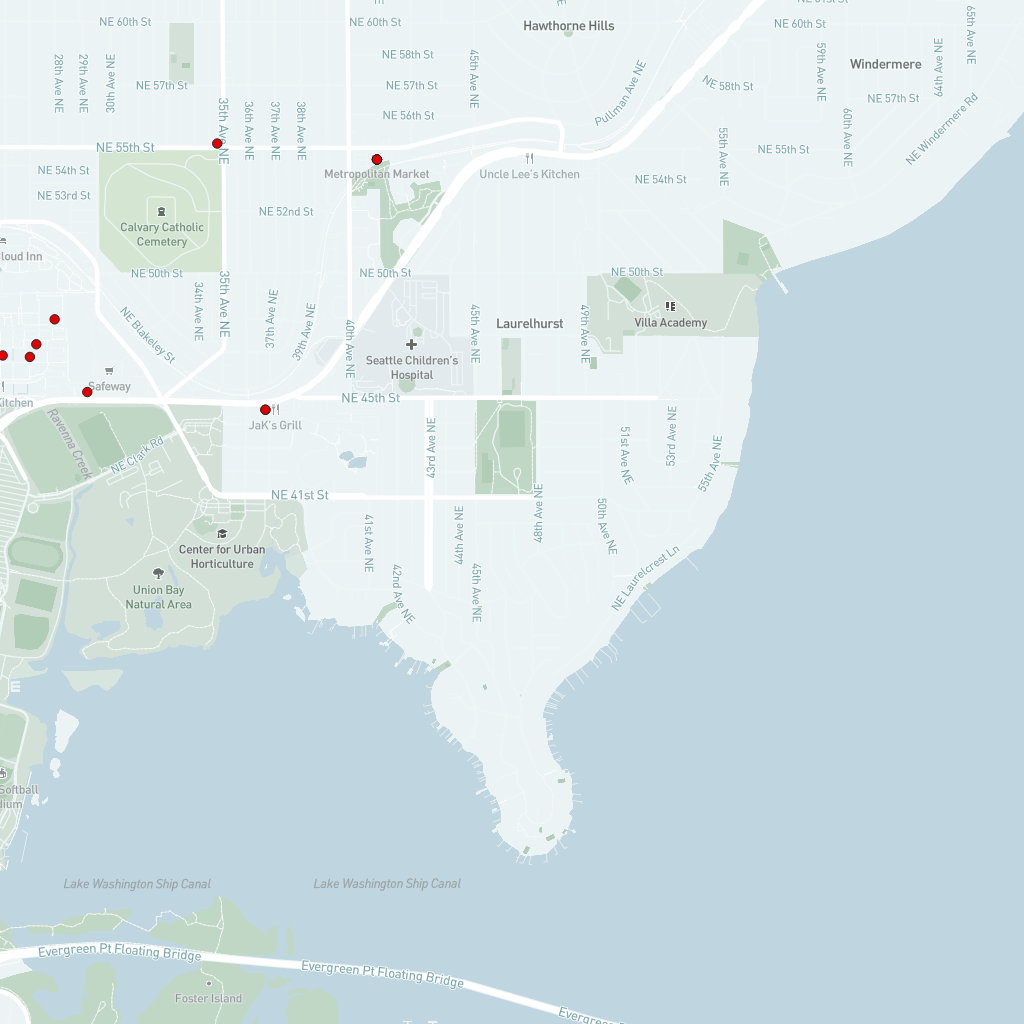 NE 61st St
NE 60th St
NE 60th St
Hawthorne Hills
NE 60th St
65th Ave NE
28th Ave NE
29th Ave NE
30th Ave NE
NE 58th St
45th Ave NE
59th Ave NE
64th Ave NE
Windermere
NE 57th St
NE 57th St
Pullman Ave NE
NE 58th St
NE 57th St
35th Ave NE
36th Ave NE
37th Ave NE
38th Ave NE
NE 56th St
60th Ave NE
NE Windermere Rd
NE 55th St
55th Ave NE
NE 55th St
NE 54th St
Metropolitan Market
Uncle Lee's Kitchen
NE 54th St
NE 53rd St
NE 52nd St
Calvary Catholic
Cemetery
loud Inn
NE 50th St
NE 50th St
NE 50th St
34th Ave NE
35th Ave NE
37th Ave NE
39th Ave NE
40th Ave NE
45th Ave NE
49th Ave NE
NE Blakeley St
Laurelhurst
Villa Academy
Seattle Children's
Hospital
Safeway
Kitchen
NE 45th St
JaK's Grill
Ravenna Creek
NE Clark Rd
43rd Ave NE
51st Ave NE
53rd Ave NE
55th Ave NE
NE 41st St
48th Ave NE
41st Ave NE
44th Ave NE
50th Ave NE
Center for Urban
Horticulture
Union Bay
Natural Area
42nd Ave NE
45th Ave NE
NE Laurelcrest Ln
Softball
dium
Lake Washington Ship Canal
Lake Washington Ship Canal
Evergreen Pt Floating Bridge
Evergreen Pt Floating Bridge
Evergreen Pt Floating
Foster Island